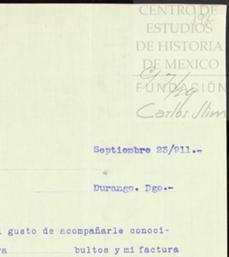 CENTRO DE
ESTUDIOS
DE HISTORIA
DE MEXICO
FUNDACIÓN
Carlos Slim
Septiembre 23/911.-
Durango. Dgo.-
gusto de acompañarle conoci-
bultos y mi factura